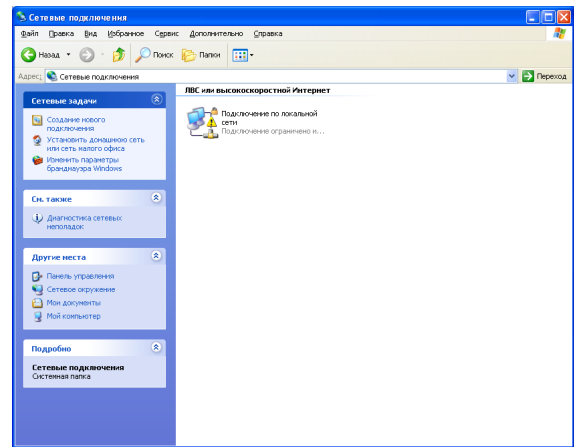 Сетевые подключения
Файл Правка Вид Избранное Сервис Дополнительно Справка
Назад Поиск Папки
Адрес: Сетевые подключения Переход
Сетевые задачи
Создание нового
подключения
Установить домашнюю сеть
или сеть малого офиса
Изменить параметры
брандмауэра Windows
См. также
Диагностика сетевых
неполадок
Другие места
Панель управления
Сетевое окружение
Мои документы
Мой компьютер
Подробно
Сетевые подключения
Системная папка
ЛВС или высокоскоростной Интернет
Подключение по локальной
сети
Подключение ограничено и...